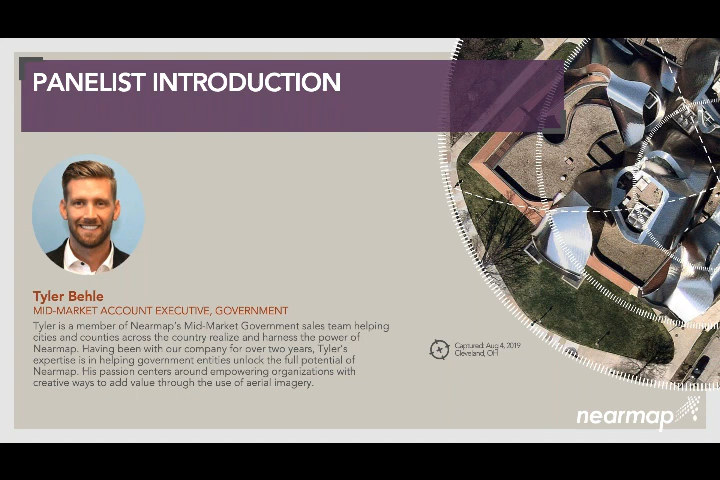 PANELIST INTRODUCTION
Tyler Behle
MID-MARKET ACCOUNT EXECUTIVE, GOVERNMENT
Tyler is a member of Nearmap's Mid-Market Government sales team helping
cities and counties across the country realize and harness the power of
Nearmap. Having been with our company for over two years, Tyler's
expertise is in helping government entities unlock the full potential of
Nearmap. His passion centers around empowering organizations with
creative ways to add value through the use of aerial imagery.
Captured: Aug 4, 2019
Cleveland, OH
nearmap